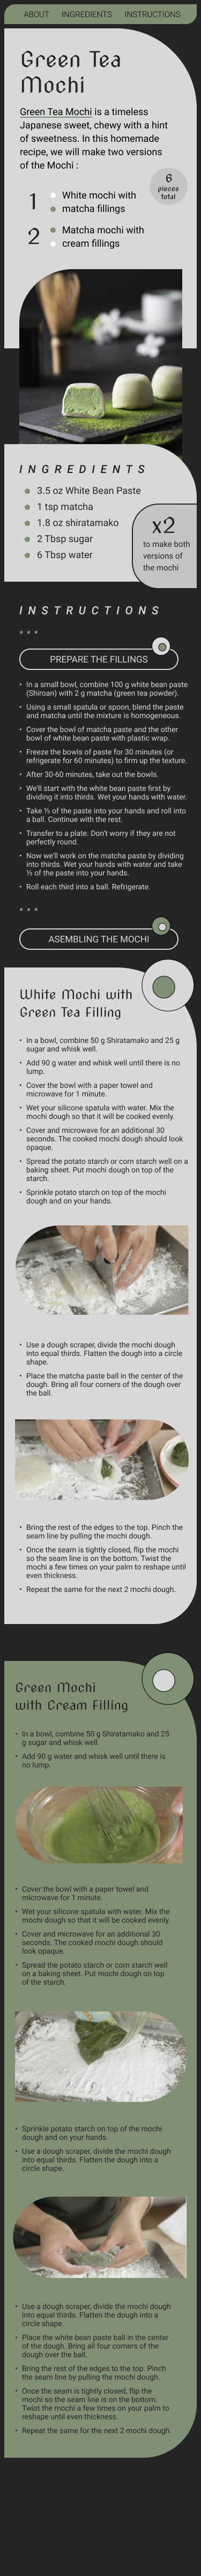 ABOUT INGREDIENTS INSTRUCTIONS
Green Tea
Mochi
Green Tea Mochi is a timeless
Japanese sweet, chewy with a hint
of sweetness. In this homemade
recipe, we will make two versions
of the Mochi :
6
pieces
total
1
White mochi with
matcha fillings
2
Matcha mochi with
cream fillings
INGREDIENTS
3.5 oz White Bean Paste
1 tsp matcha
1.8 oz shiratamako
2 Tbsp sugar
6 Tbsp water
x2
to make both
versions of
the mochi
INSTRUCTIONS
* * *
PREPARE THE FILLINGS
• In a small bowl, combine 100 g white bean paste
(Shiroan) with 2 g matcha (green tea powder).
• Using a small spatula or spoon, blend the paste
and matcha until the mixture is homogeneous.
• Cover the bowl of matcha paste and the other
bowl of white bean paste with plastic wrap.
• Freeze the bowls of paste for 30 minutes (or
refrigerate for 60 minutes) to firm up the texture.
• After 30-60 minutes, take out the bowls.
• We'll start with the white bean paste first by
dividing it into thirds. Wet your hands with water.
• Take ⅓ of the paste into your hands and roll into
a ball. Continue with the rest.
• Transfer to a plate. Don't worry if they are not
perfectly round.
• Now we'll work on the matcha paste by dividing
into thirds. Wet your hands with water and take
⅓ of the paste into your hands.
• Roll each third into a ball. Refrigerate.
* * *
ASEMBLING THE MOCHI
White Mochi with
Green Tea Filling
• In a bowl, combine 50 g Shiratamako and 25 g
sugar and whisk well.
• Add 90 g water and whisk well until there is no
lump.
• Cover the bowl with a paper towel and
microwave for 1 minute.
• Wet your silicone spatula with water. Mix the
mochi dough so that it will be cooked evenly.
• Cover and microwave for an additional 30
seconds. The cooked mochi dough should look
opaque.
• Spread the potato starch or corn starch well on a
baking sheet. Put mochi dough on top of the
starch.
• Sprinkle potato starch on top of the mochi
dough and on your hands.
• Use a dough scraper, divide the mochi dough
into equal thirds. Flatten the dough into a circle
shape.
• Place the matcha paste ball in the center of the
dough. Bring all four corners of the dough over
the ball.
• Bring the rest of the edges to the top. Pinch the
seam line by pulling the mochi dough.
• Once the seam is tightly closed, flip the mochi
so the seam line is on the bottom. Twist the
mochi a few times on your palm to reshape until
even thickness.
• Repeat the same for the next 2 mochi dough.
Green Mochi
with Cream Filling
• In a bowl, combine 50 g Shiratamako and 25
g sugar and whisk well.
• Add 90 g water and whisk well until there is
no lump.
• Cover the bowl with a paper towel and
microwave for 1 minute.
• Wet your silicone spatula with water. Mix the
mochi dough so that it will be cooked evenly.
• Cover and microwave for an additional 30
seconds. The cooked mochi dough should
look opaque.
• Spread the potato starch or corn starch well
on a baking sheet. Put mochi dough on top
of the starch.
• Sprinkle potato starch on top of the mochi
dough and on your hands.
• Use a dough scraper, divide the mochi dough
into equal thirds. Flatten the dough into a
circle shape.
• Use a dough scraper, divide the mochi dough
into equal thirds. Flatten the dough into a
circle shape.
• Place the white bean paste ball in the center
of the dough. Bring all four corners of the
dough over the ball.
• Bring the rest of the edges to the top. Pinch
the seam line by pulling the mochi dough.
• Once the seam is tightly closed, flip the
mochi so the seam line is on the bottom.
Twist the mochi a few times on your palm to
reshape until even thickness.
• Repeat the same for the next 2 mochi dough.